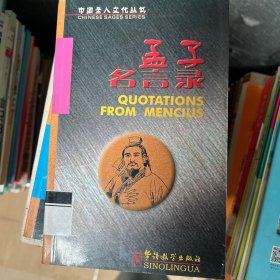 中国圣人文化丛书
CHINESE SAGES SERIES
孟子
名言录
QUOTATIONS
FROM MENCIUS
华语教学出版社
SINOLINGUA